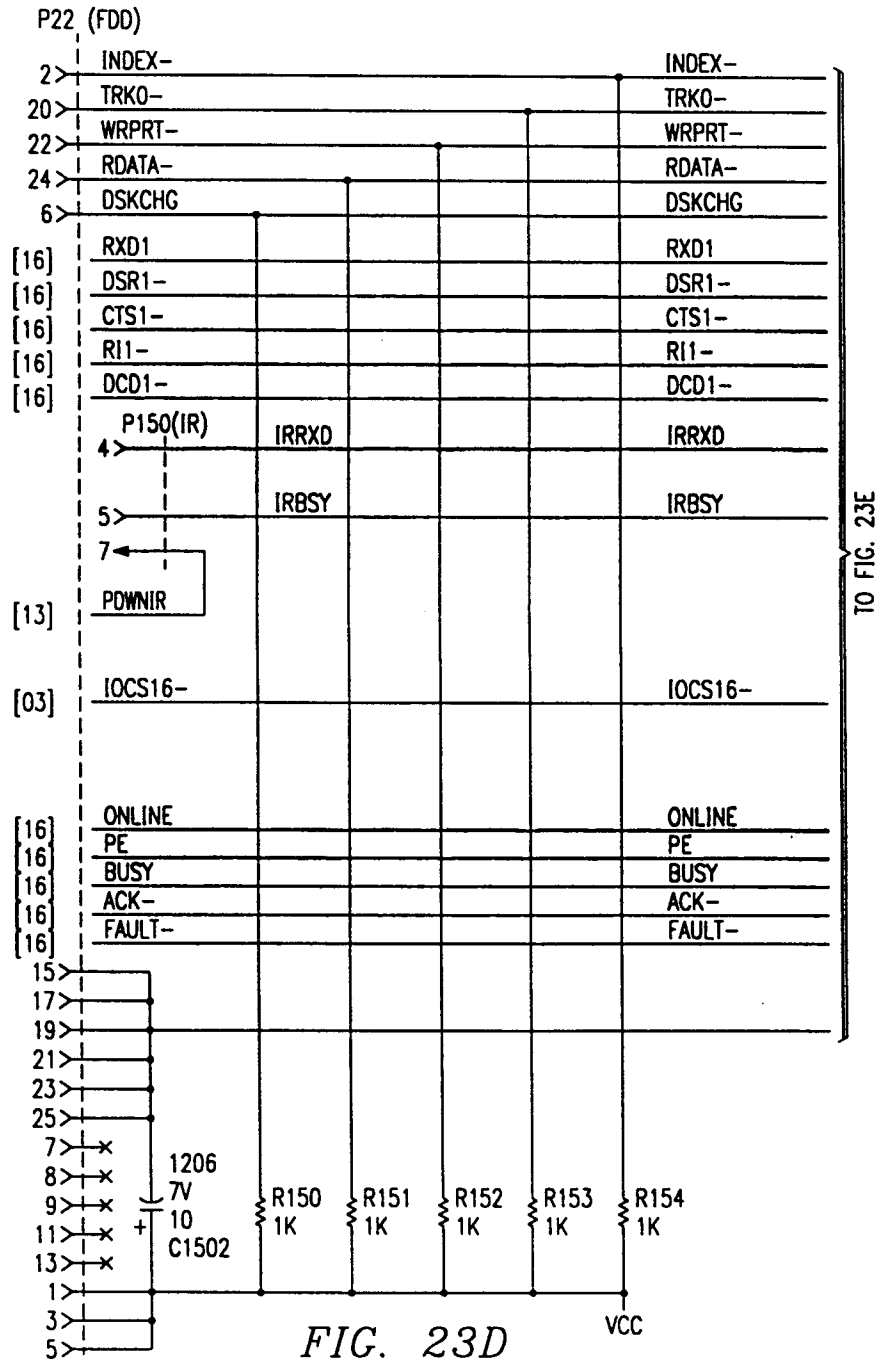 P22 (FDD)
2 INDEX- INDEX-
20 TRK0- TRK0-
22 WRPRT- WRPRT-
24 RDATA- RDATA-
6 DSKCHG DSKCHG
[16] RXD1 RXD1
[16] DSR1- DSR1-
[16] CTS1- CTS1-
[16] RI1- RI1-
[16] DCD1- DCD1-
P150(IR)
4 IRRXD IRRXD
5 IRBSY IRBSY
7
[13] PDWNIR
TO FIG. 23E
[03] IOCS16- IOCS16-
[16] ONLINE ONLINE
[16] PE PE
[16] BUSY BUSY
[16] ACK- ACK-
[16] FAULT- FAULT-
15
17
19
21
23
25
7
8
9
11
13
1
3
5
1206
7V
10
+
C1502
R150
1K
R151
1K
R152
1K
R153
1K
R154
1K
VCC
FIG. 23D